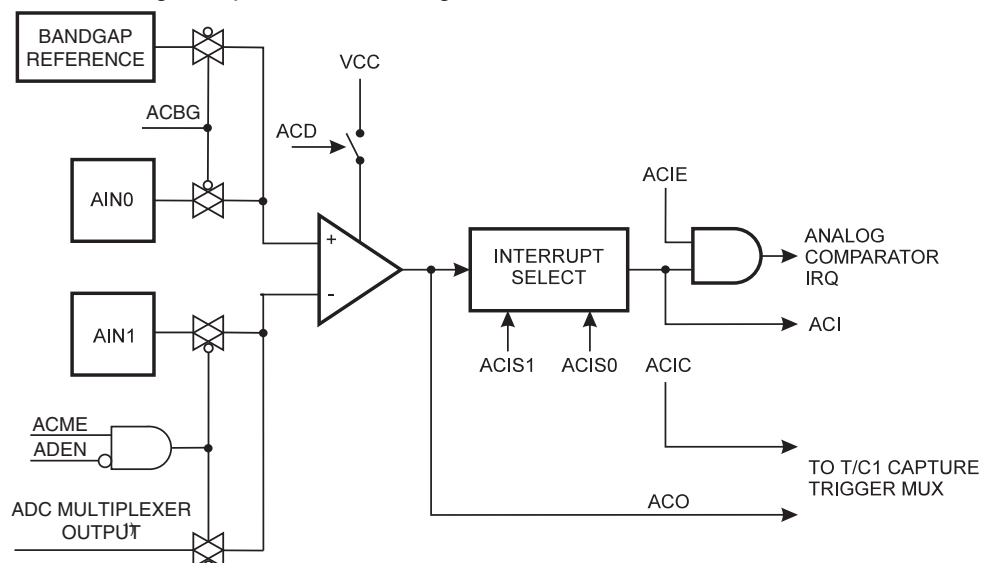 BANDGAP
REFERENCE
VCC
ACBG
ACD
AIN0
ACIE
+
INTERRUPT
SELECT
ANALOG
COMPARATOR
IRQ
-
AIN1
ACI
ACIS1
ACIS0
ACIC
ACME
ADEN
TO T/C1 CAPTURE
TRIGGER MUX
ACO
ADC MULTIPLEXER
OUTPUT 1)